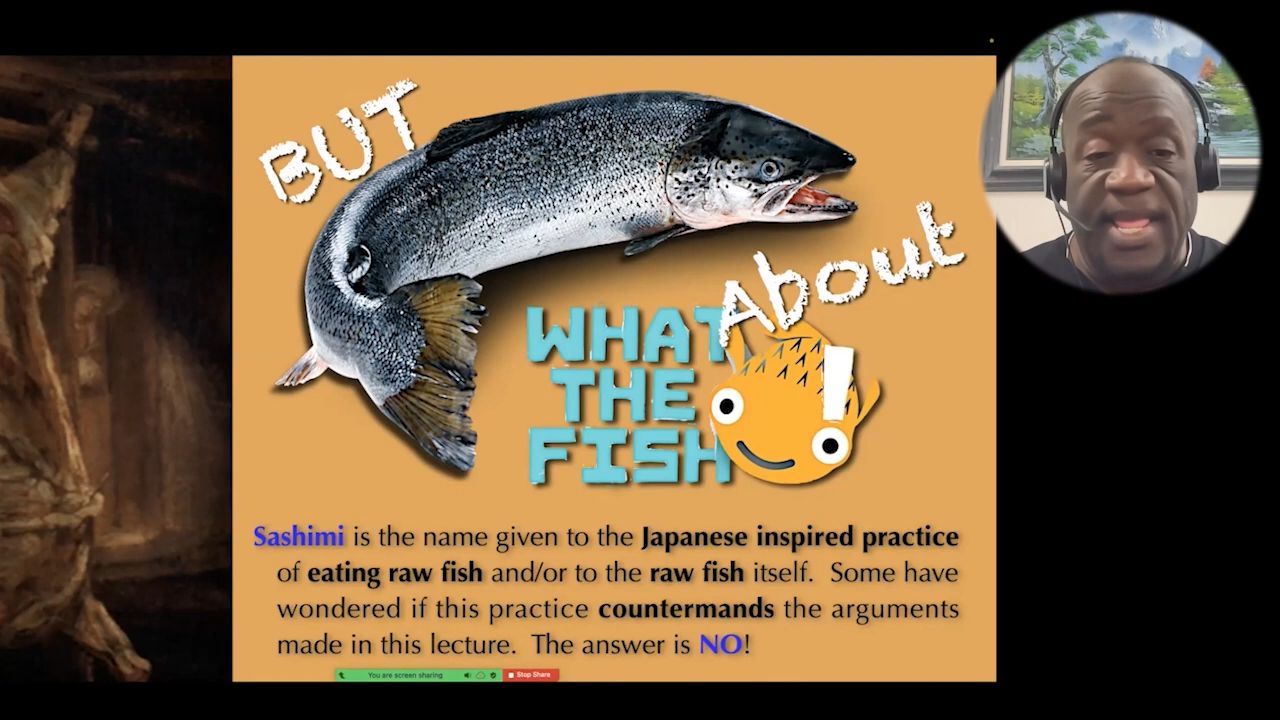 BUT
About
WHAT
THE
FISH
!
Sashimi is the name given to the Japanese inspired practice
of eating raw fish and/or to the raw fish itself. Some have
wondered if this practice countermands the arguments
made in this lecture. The answer is NO!
You are screen sharing
Stop Share